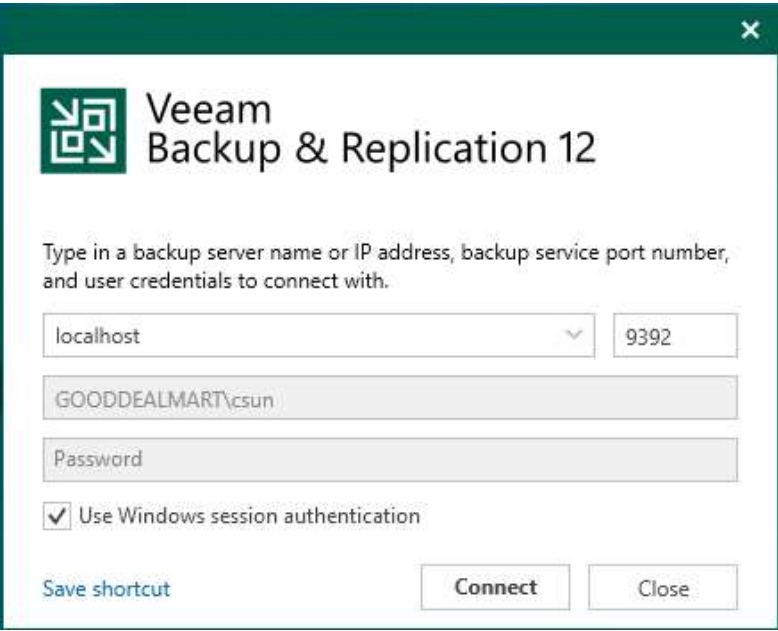 Veeam
Backup & Replication 12
Type in a backup server name or IP address, backup service port number,
and user credentials to connect with.
localhost
9392
GOODDEALMART\csun
Password
Use Windows session authentication
Save shortcut
Connect
Close